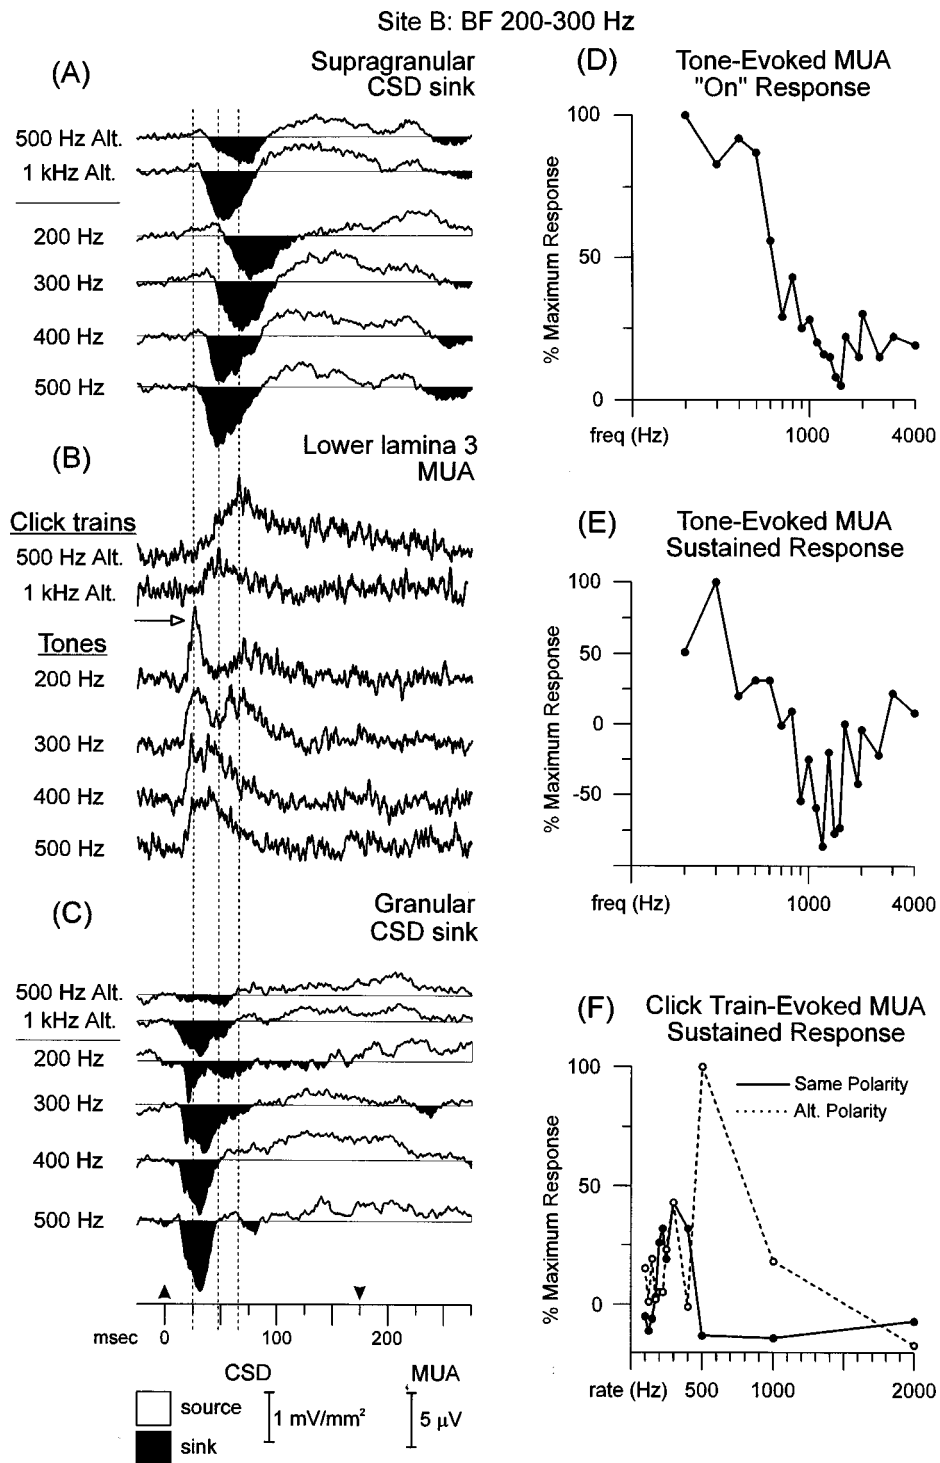 Site B: BF 200-300 Hz
(A)
Supragranular
CSD sink
500 Hz Alt.
1 kHz Alt.
200 Hz
300 Hz
400 Hz
500 Hz
(B)
Lower lamina 3
MUA
Click trains
500 Hz Alt.
1 kHz Alt.
Tones
200 Hz
300 Hz
400 Hz
500 Hz
(C)
Granular
CSD sink
500 Hz Alt.
1 kHz Alt.
200 Hz
300 Hz
400 Hz
500 Hz
msec 0 100 200
CSD
MUA
source
sink
1 mV/mm²
5 µV
(D)
Tone-Evoked MUA
"On" Response
% Maximum Response
100
50
0
freq (Hz) 1000 4000
(E)
Tone-Evoked MUA
Sustained Response
% Maximum Response
100
50
0
-50
freq (Hz) 1000 4000
(F)
Click Train-Evoked MUA
Sustained Response
% Maximum Response
100
50
0
Same Polarity
Alt. Polarity
rate (Hz) 500 1000 2000